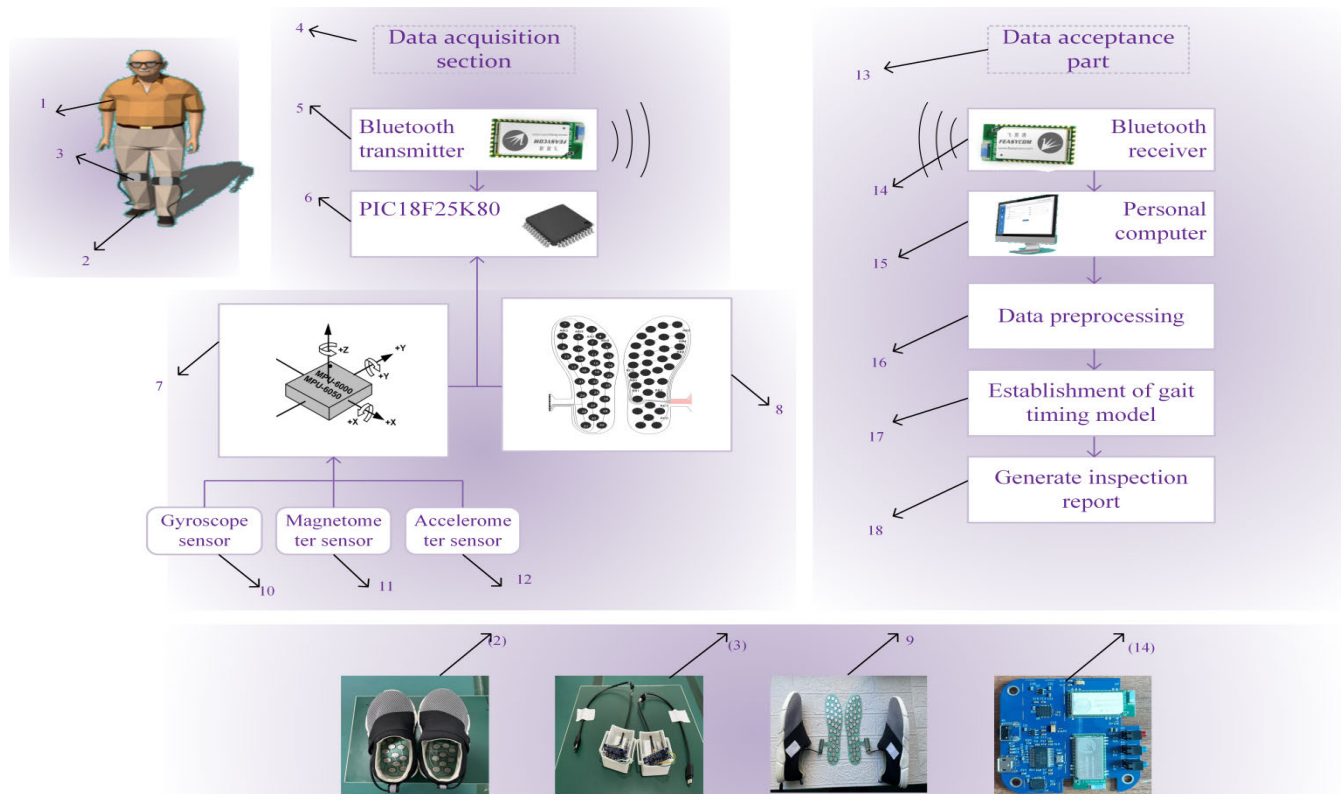 4
Data acquisition
section
Data acceptance
part
13
1
3
2
5
Bluetooth
transmitter
FEASYCOM
6
PIC18F25K80
FEASYCOM
Bluetooth
receiver
14
Personal
computer
15
7
+Z
+Y
+Y
MPU-6000
MPU-6050
+X
+X
8
Data preprocessing
16
Establishment of gait
timing model
17
Generate inspection
report
18
Gyroscope
sensor
Magnetome
ter sensor
Accelerome
ter sensor
10
11
12
(2)
(3)
9
(14)